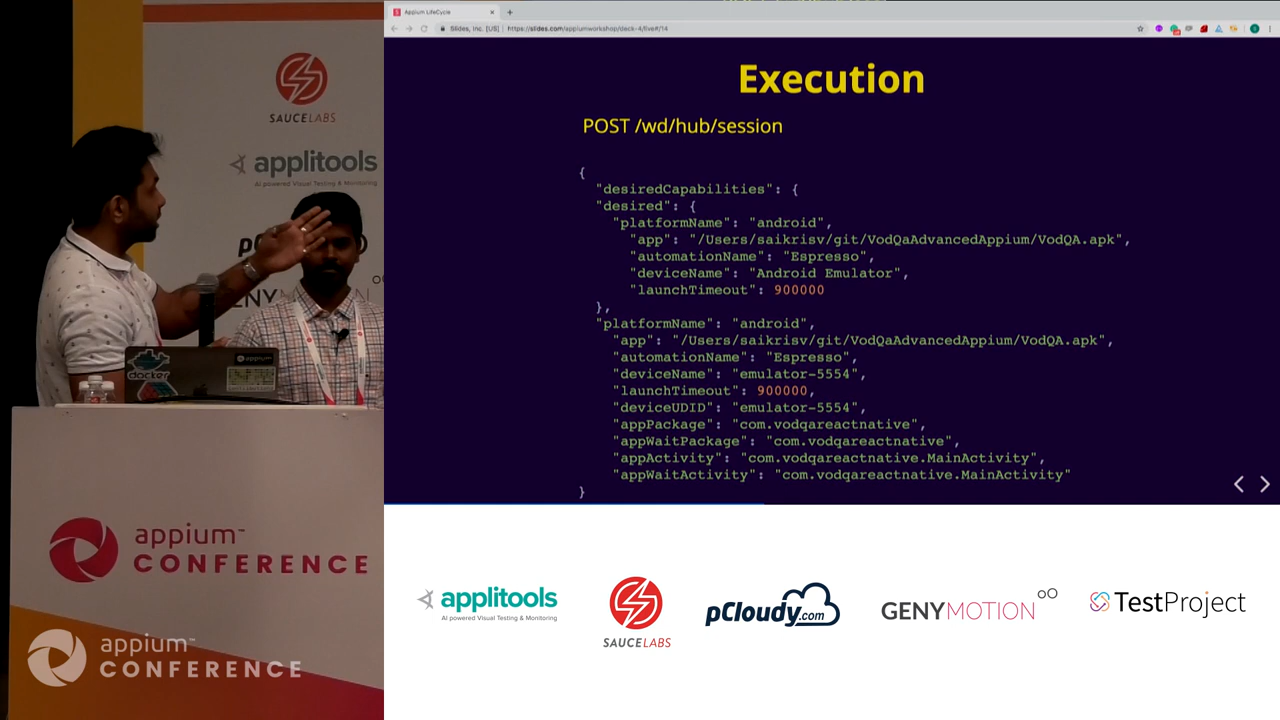 Appium LifeCycle
Slides, Inc. [US] | https://slides.com/appiumworkshop/deck-4/live#/14
Execution
POST /wd/hub/session
{
"desiredCapabilities": {
"desired": {
"platformName": "android",
"app": "/Users/saikrisv/git/VodQaAdvancedAppium/VodQA.apk",
"automationName": "Espresso",
"deviceName": "Android Emulator",
"launchTimeout": 900000
},
"platformName": "android",
"app": "/Users/saikrisv/git/VodQaAdvancedAppium/VodQA.apk",
"automationName": "Espresso",
"deviceName": "emulator-5554",
"launchTimeout": 900000,
"deviceUDID": "emulator-5554",
"appPackage": "com.vodqareactnative",
"appWaitPackage": "com.vodqareactnative",
"appActivity": "com.vodqareactnative.MainActivity",
"appWaitActivity": "com.vodqareactnative.MainActivity"
}
SAUCELABS
applitools
AI powered Visual Testing & Monitoring
docker
appium
appium™
CONFERENCE
appium™
CONFERENCE
applitools
AI powered Visual Testing & Monitoring
SAUCELABS
pCloudy.com
GENYMOTION
TestProject